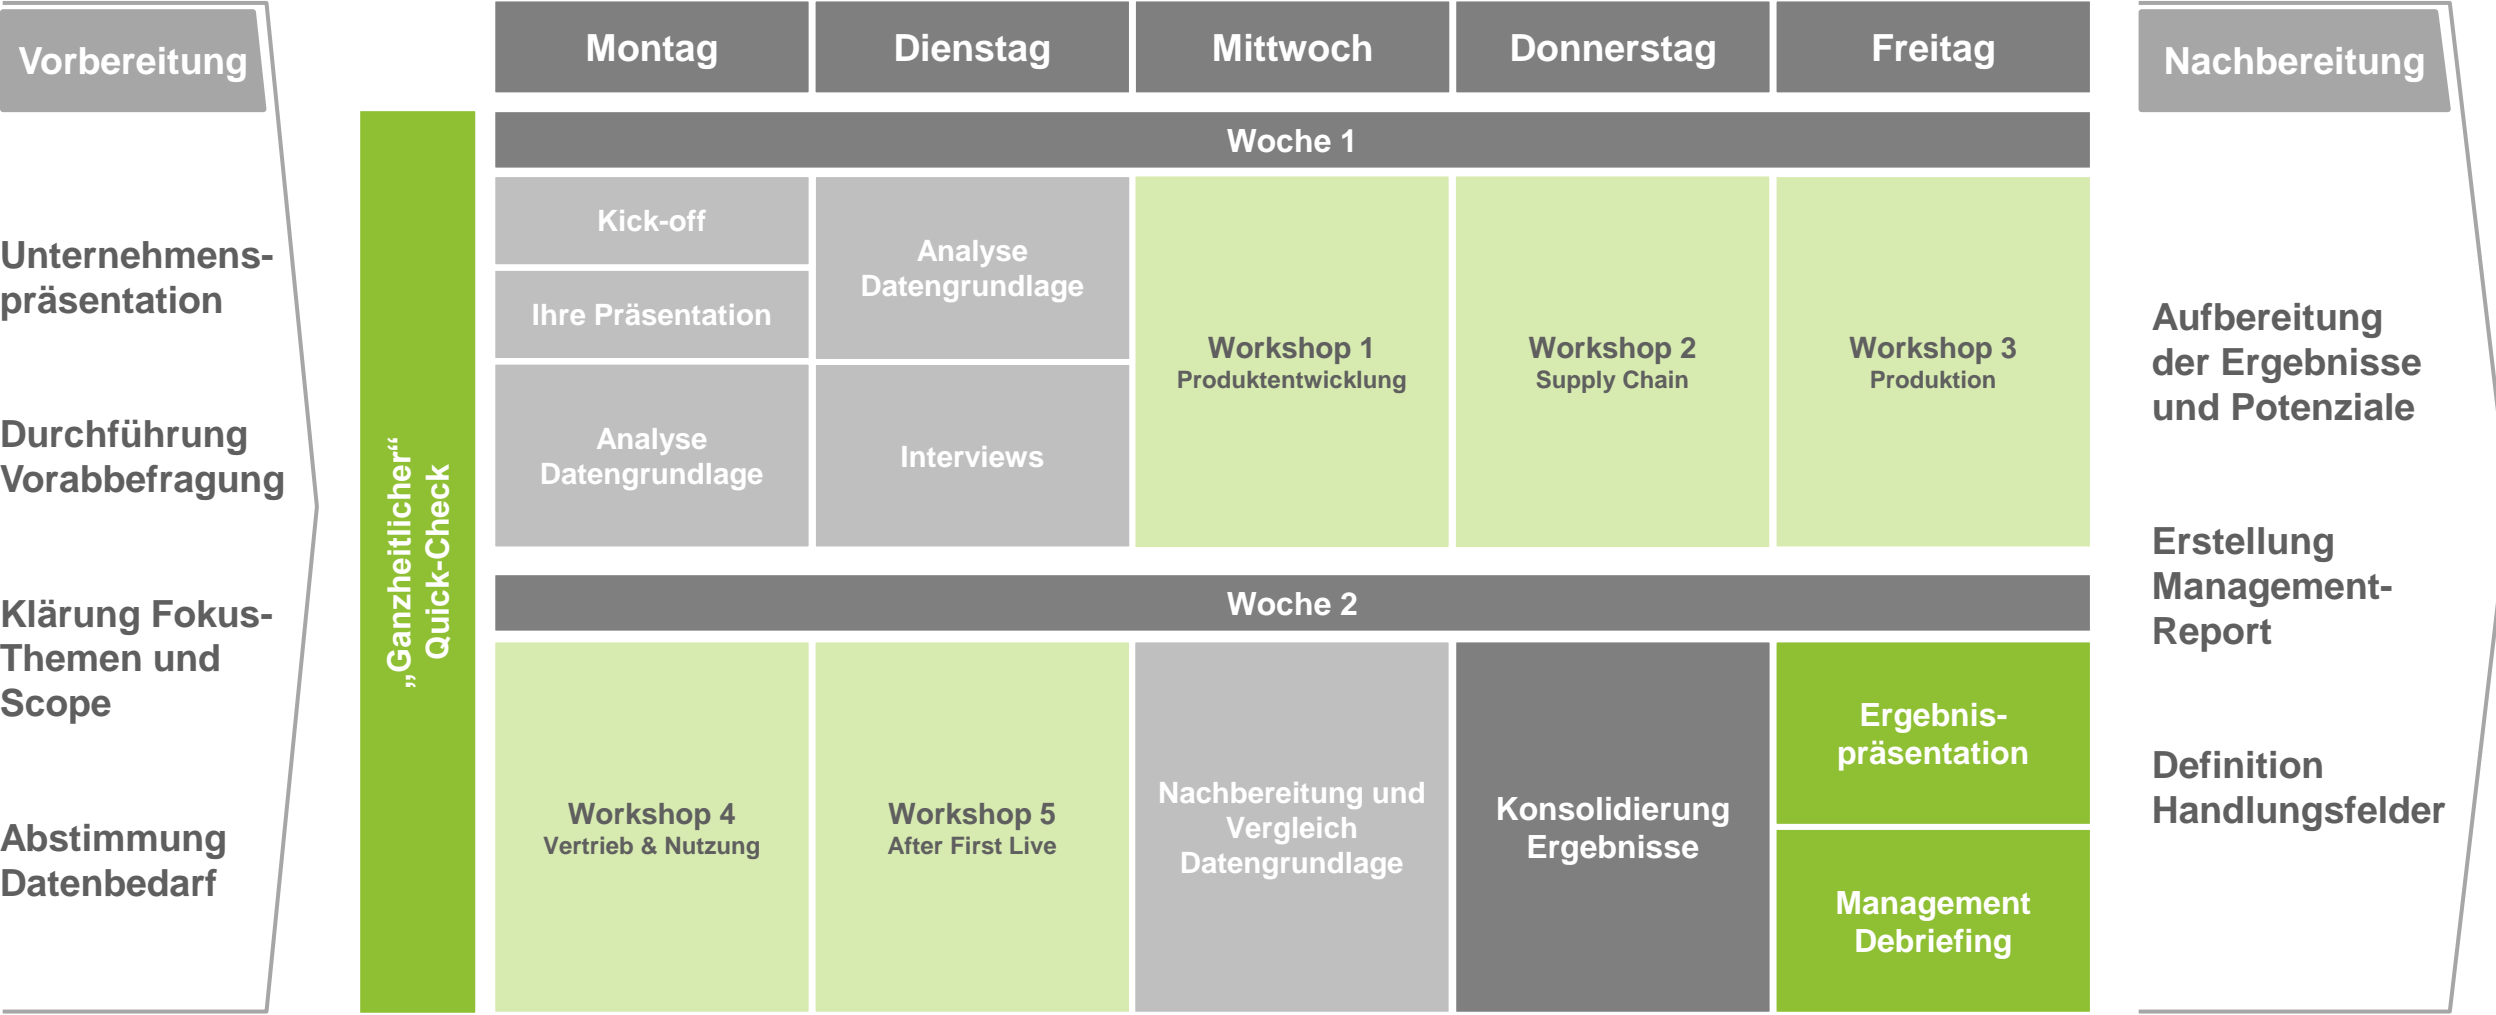 Vorbereitung
Unternehmens-
präsentation
Durchführung
Vorabbefragung
Klärung Fokus-
Themen und
Scope
Abstimmung
Datenbedarf
„Ganzheitlicher“
Quick-Check
Montag
Dienstag
Mittwoch
Donnerstag
Freitag
Woche 1
Kick-off
Ihre Präsentation
Analyse
Datengrundlage
Analyse
Datengrundlage
Interviews
Workshop 1
Produktentwicklung
Workshop 2
Supply Chain
Workshop 3
Produktion
Woche 2
Workshop 4
Vertrieb & Nutzung
Workshop 5
After First Live
Nachbereitung und
Vergleich
Datengrundlage
Konsolidierung
Ergebnisse
Ergebnis-
präsentation
Management
Debriefing
Nachbereitung
Aufbereitung
der Ergebnisse
und Potenziale
Erstellung
Management-
Report
Definition
Handlungsfelder